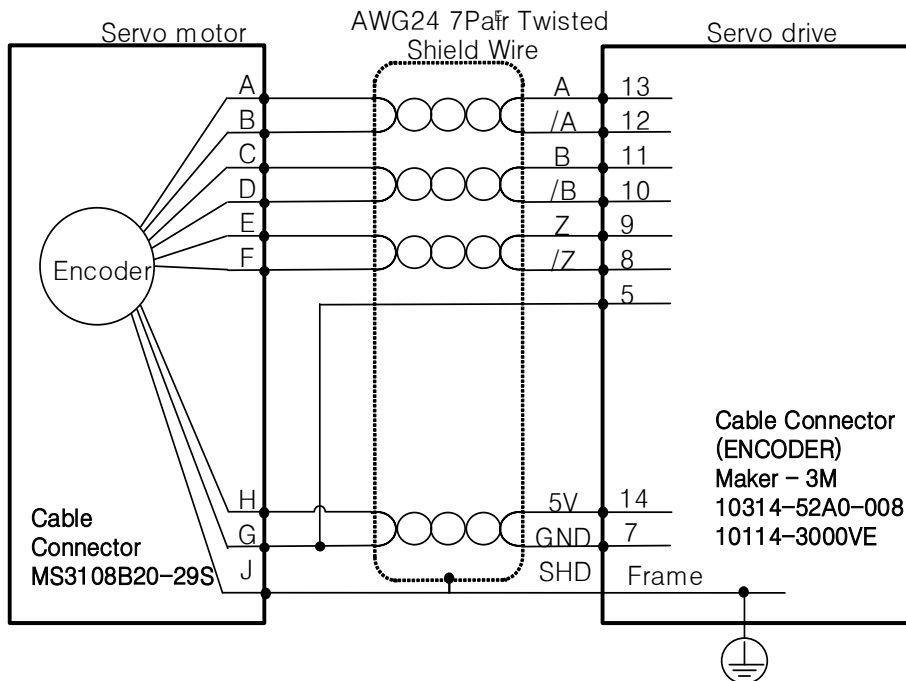 Servo motor
AWG24 7Pair Twisted
Shield Wire
Servo drive
A
B
C
D
E
F
Encoder
A
/A
B
/B
Z
/Z
13
12
11
10
9
8
5
H
G
J
Cable
Connector
MS3108B20-29S
5V
GND
SHD
14
7
Frame
Cable Connector
(ENCODER)
Maker – 3M
10314-52A0-008
10114-3000VE